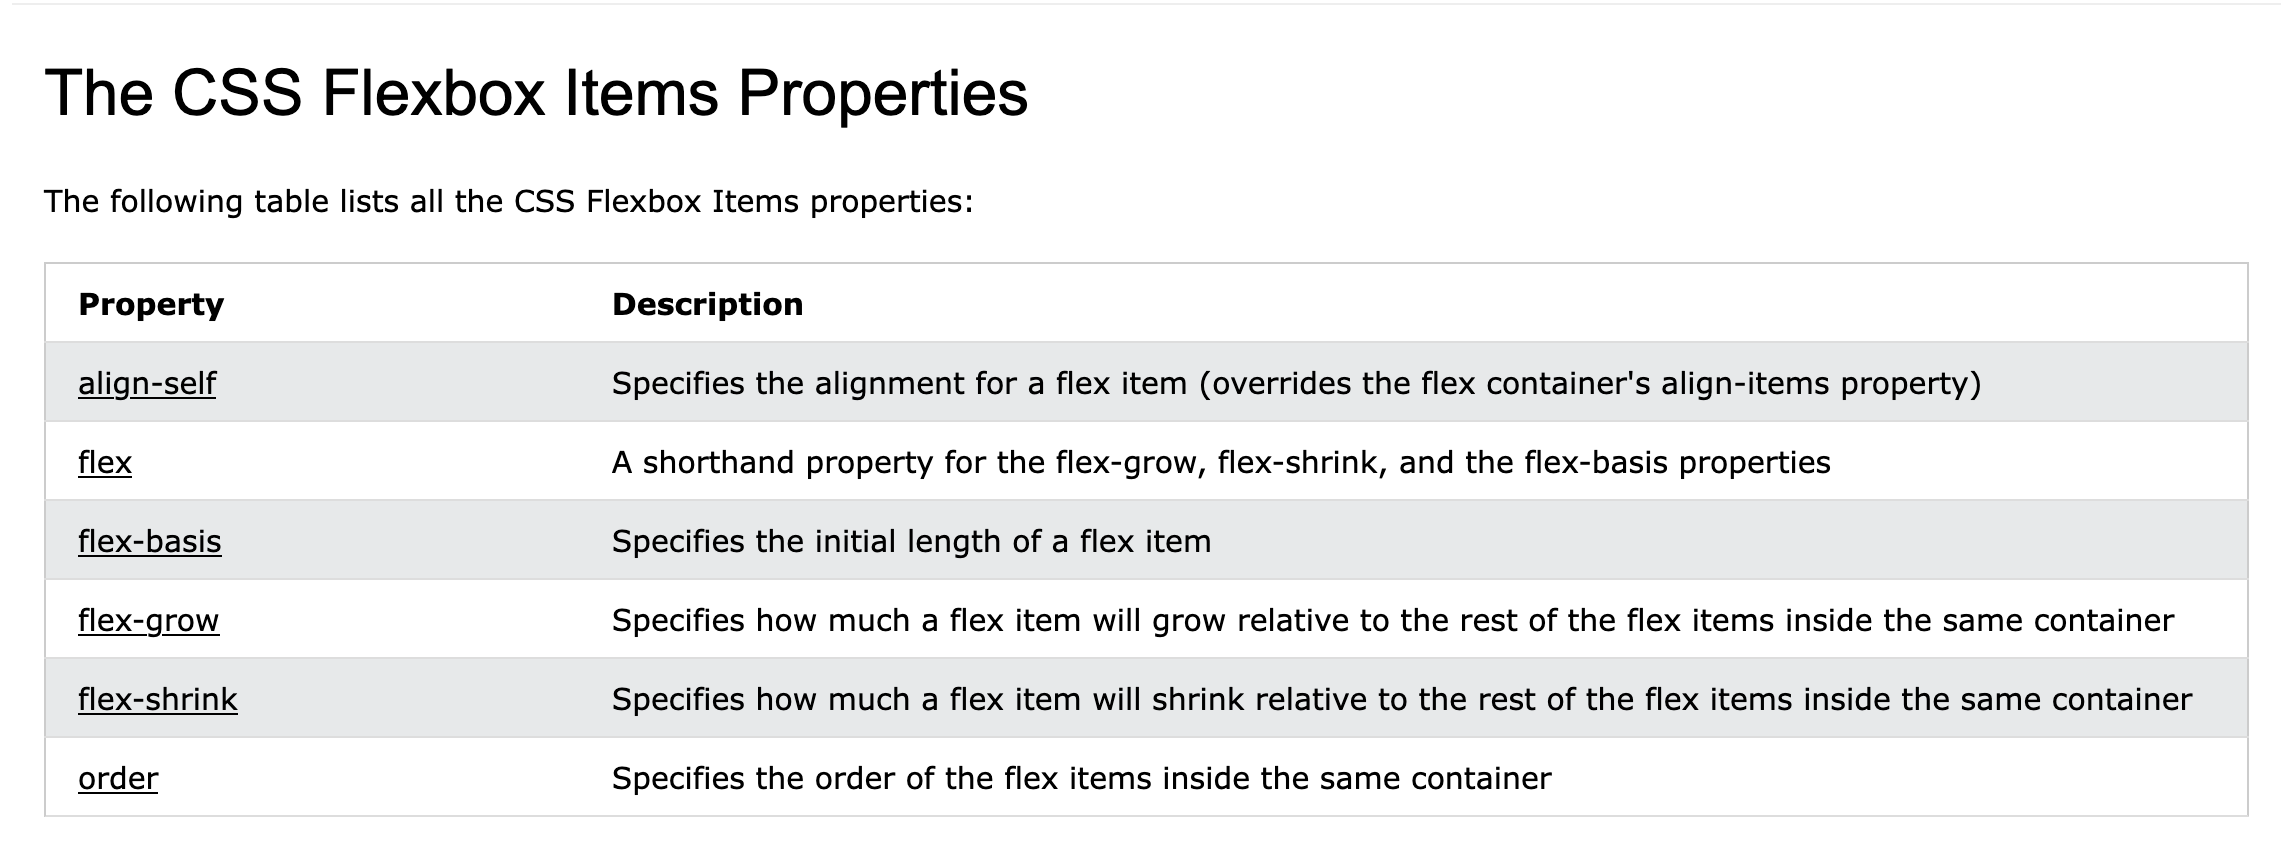 The CSS Flexbox Items Properties
The following table lists all the CSS Flexbox Items properties:
Property Description
align-self Specifies the alignment for a flex item (overrides the flex container's align-items property)
flex A shorthand property for the flex-grow, flex-shrink, and the flex-basis properties
flex-basis Specifies the initial length of a flex item
flex-grow Specifies how much a flex item will grow relative to the rest of the flex items inside the same container
flex-shrink Specifies how much a flex item will shrink relative to the rest of the flex items inside the same container
order Specifies the order of the flex items inside the same container